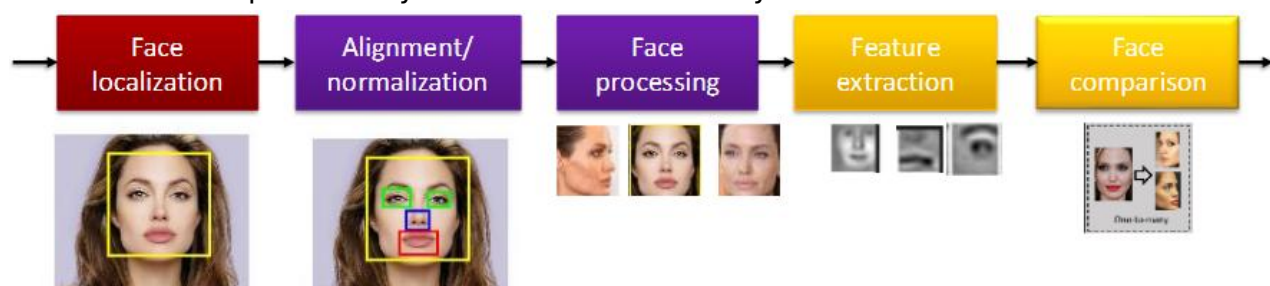 Face
localization
Alignment/
normalization
Face
processing
Feature
extraction
Face
comparison
One-to-many